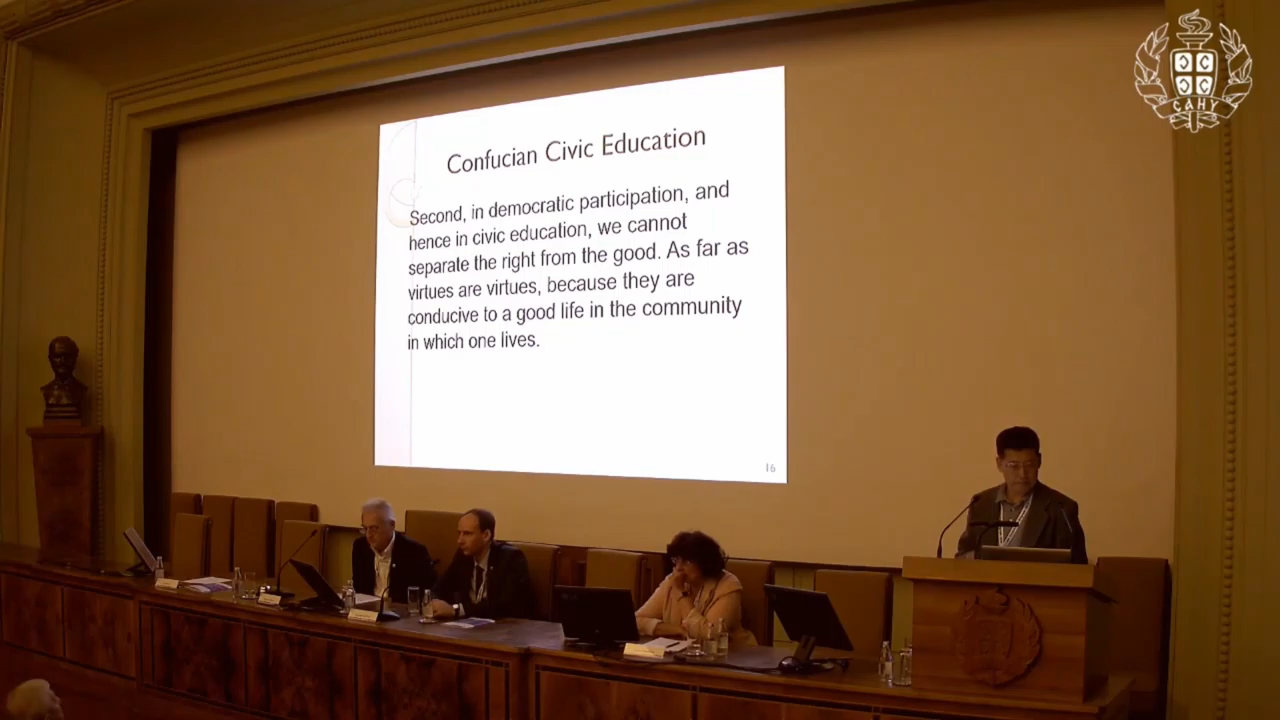 САНУ
Confucian Civic Education
Second, in democratic participation, and
hence in civic education, we cannot
separate the right from the good. As far as
virtues are virtues, because they are
conducive to a good life in the community
in which one lives.
16